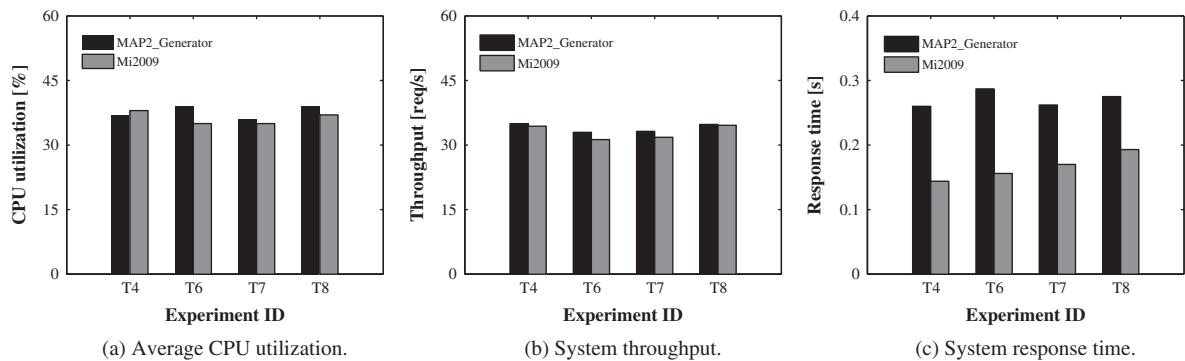 60
45
30
15
0
CPU utilization [%]
MAP2_Generator
Mi2009
T4 T6 T7 T8
Experiment ID
(a) Average CPU utilization.
60
45
30
15
0
Throughput [req/s]
MAP2_Generator
Mi2009
T4 T6 T7 T8
Experiment ID
(b) System throughput.
0.4
0.3
0.2
0.1
0
Response time [s]
MAP2_Generator
Mi2009
T4 T6 T7 T8
Experiment ID
(c) System response time.